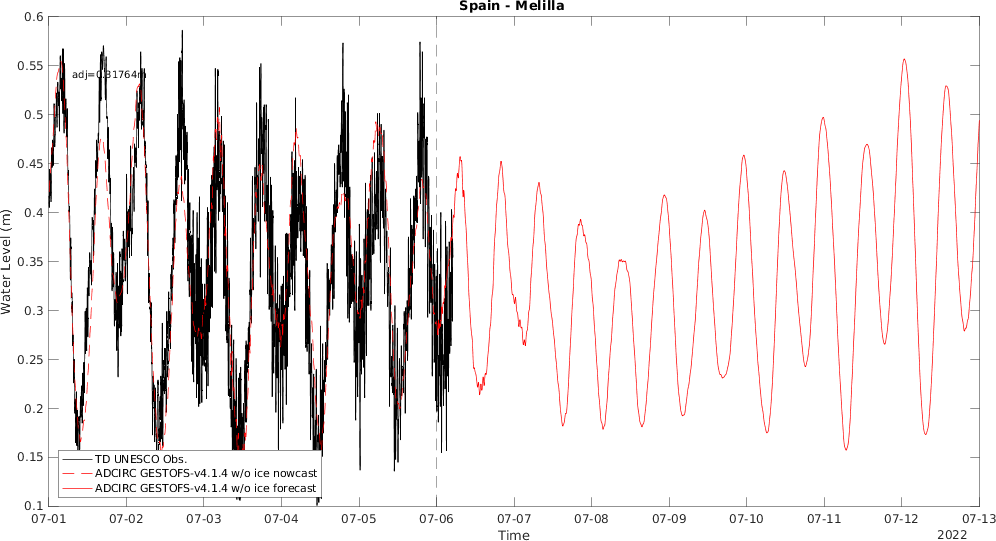 Spain - Melilla
adj=0.31764m
Water Level (m)
0.6
0.55
0.5
0.45
0.4
0.35
0.3
0.25
0.2
0.15
0.1
TD UNESCO Obs.
ADCIRC GESTOFS-v4.1.4 w/o ice nowcast
ADCIRC GESTOFS-v4.1.4 w/o ice forecast
07-01 07-02 07-03 07-04 07-05 07-06 07-07 07-08 07-09 07-10 07-11 07-12 07-13
Time
2022